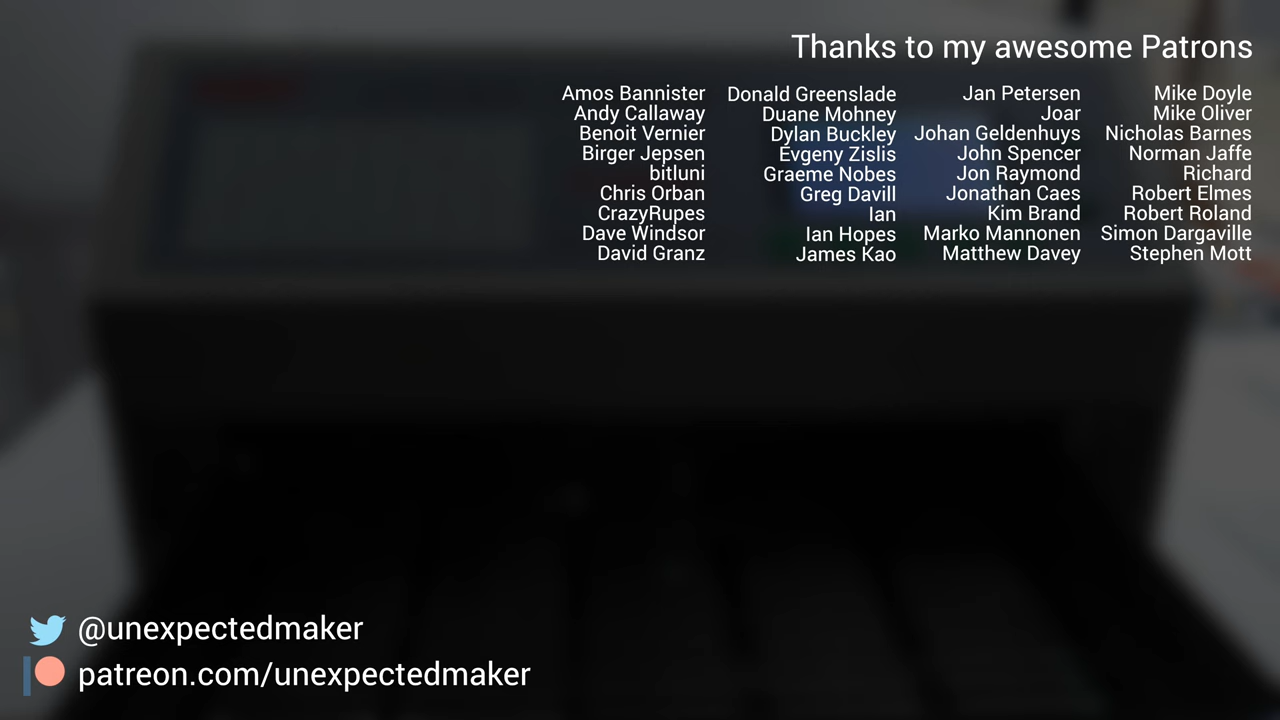 Thanks to my awesome Patrons
Amos Bannister
Andy Callaway
Benoit Vernier
Birger Jepsen
bitluni
Chris Orban
CrazyRupes
Dave Windsor
David Granz
Donald Greenslade
Duane Mohney
Dylan Buckley
Evgeny Zislis
Graeme Nobes
Greg Davill
Ian
Ian Hopes
James Kao
Jan Petersen
Joar
Johan Geldenhuys
John Spencer
Jon Raymond
Jonathan Caes
Kim Brand
Marko Mannonen
Matthew Davey
Mike Doyle
Mike Oliver
Nicholas Barnes
Norman Jaffe
Richard
Robert Elmes
Robert Roland
Simon Dargaville
Stephen Mott
@unexpectedmaker
patreon.com/unexpectedmaker